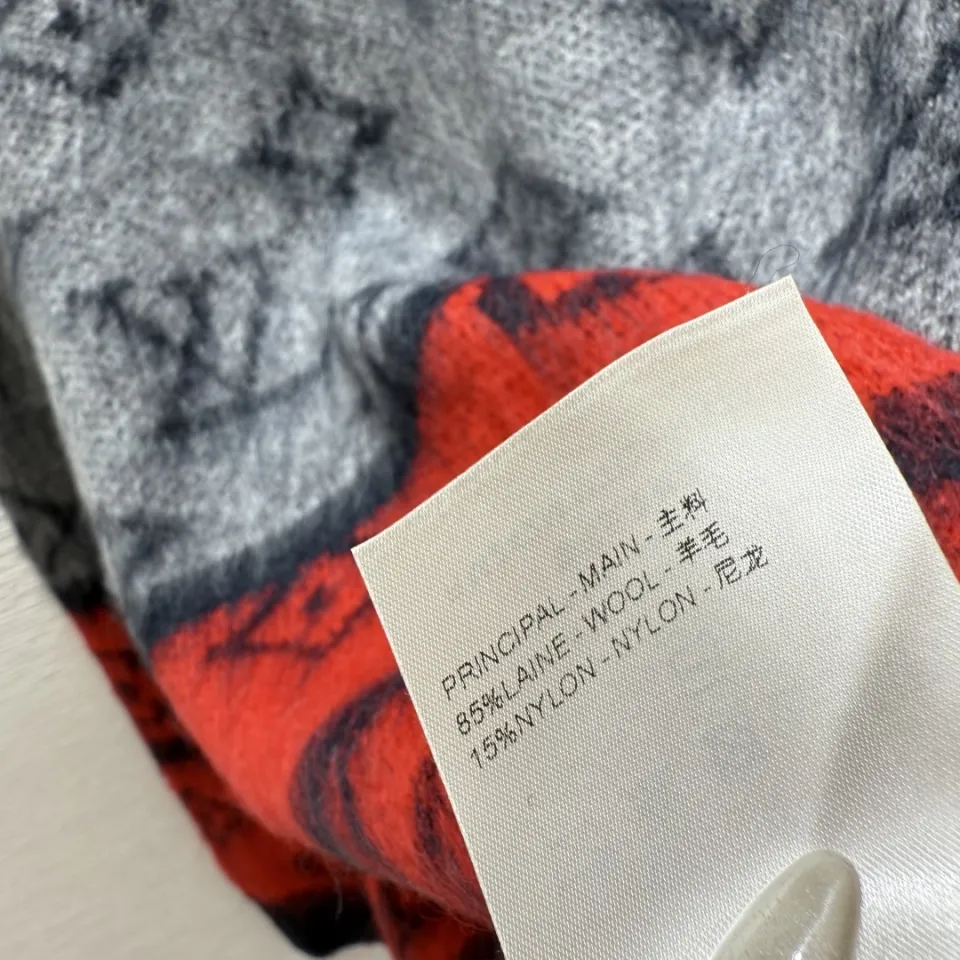 PRINCIPAL - MAIN - 主料
85%LAINE - WOOL - 羊毛
15%NYLON - NYLON - 尼龙